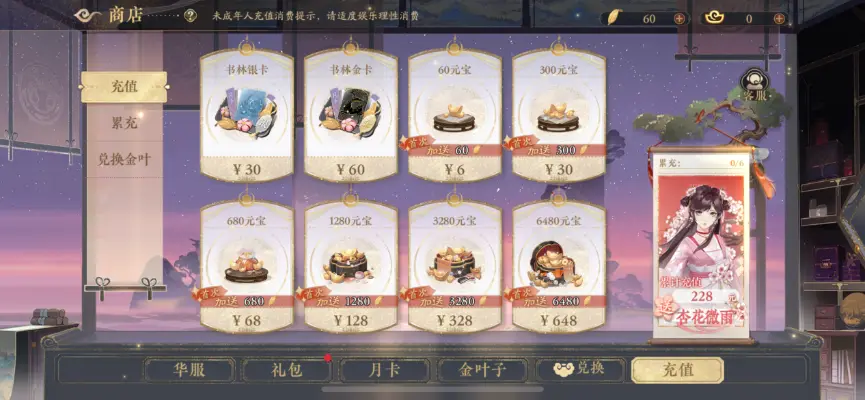 商店
未成年人充值消费提示，请适度娱乐理性消费
60
0
充值
累充
兑换金叶
书林银卡
¥30
书林金卡
¥60
60元宝
首次
加送 60
¥6
300元宝
首次
加送 300
¥30
680元宝
首次
加送 680
¥68
1280元宝
首次
加送 1280
¥128
3280元宝
首次
加送 3280
¥328
6480元宝
首次
加送 6480
¥648
客服
累充：
0/6
累计充值
228
送
杏花微雨
华服
礼包
月卡
金叶子
兑换
充值